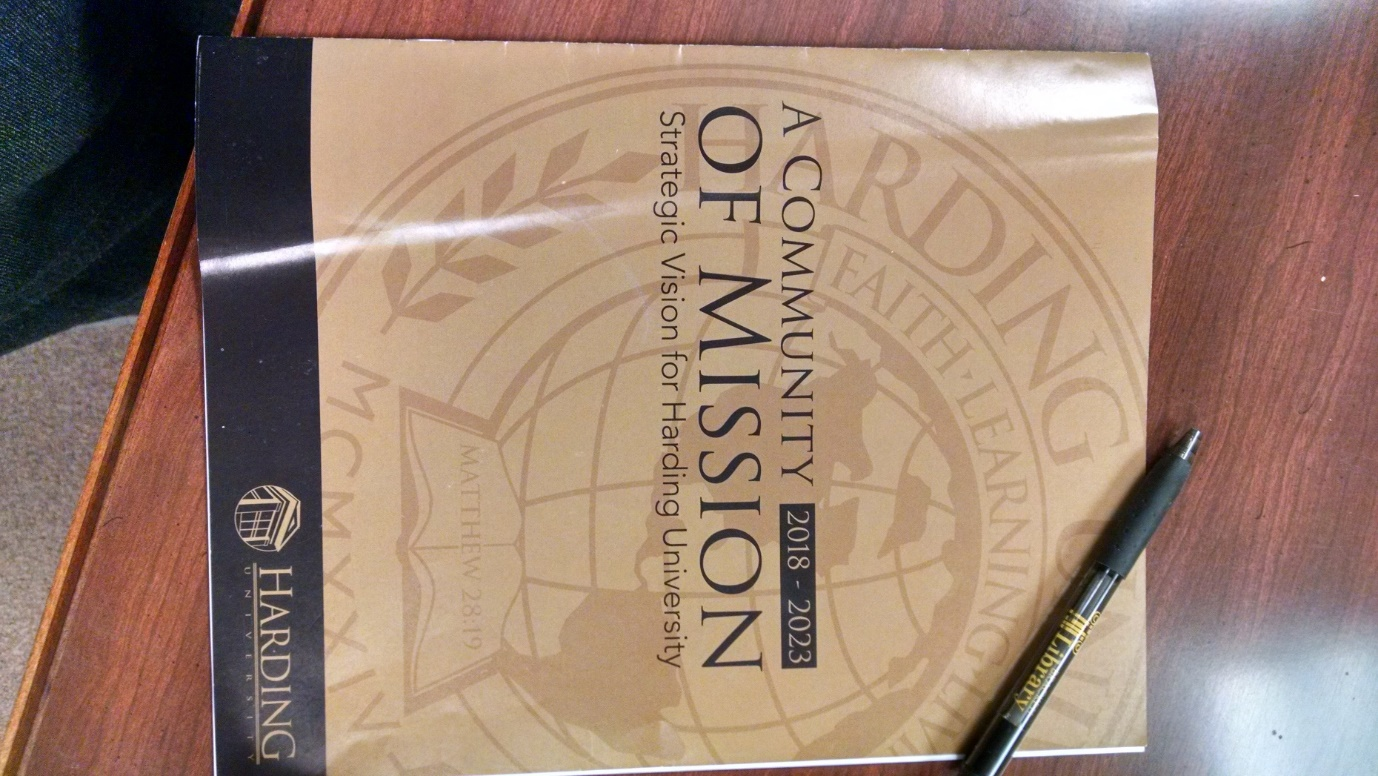 A COMMUNITY 2018 - 2023
OF MISSION
Strategic Vision for Harding University
HARDING
FAITH · LEARNING
MATTHEW 28:19
MCMXXIV
HARDING
UNIVERSITY
Library